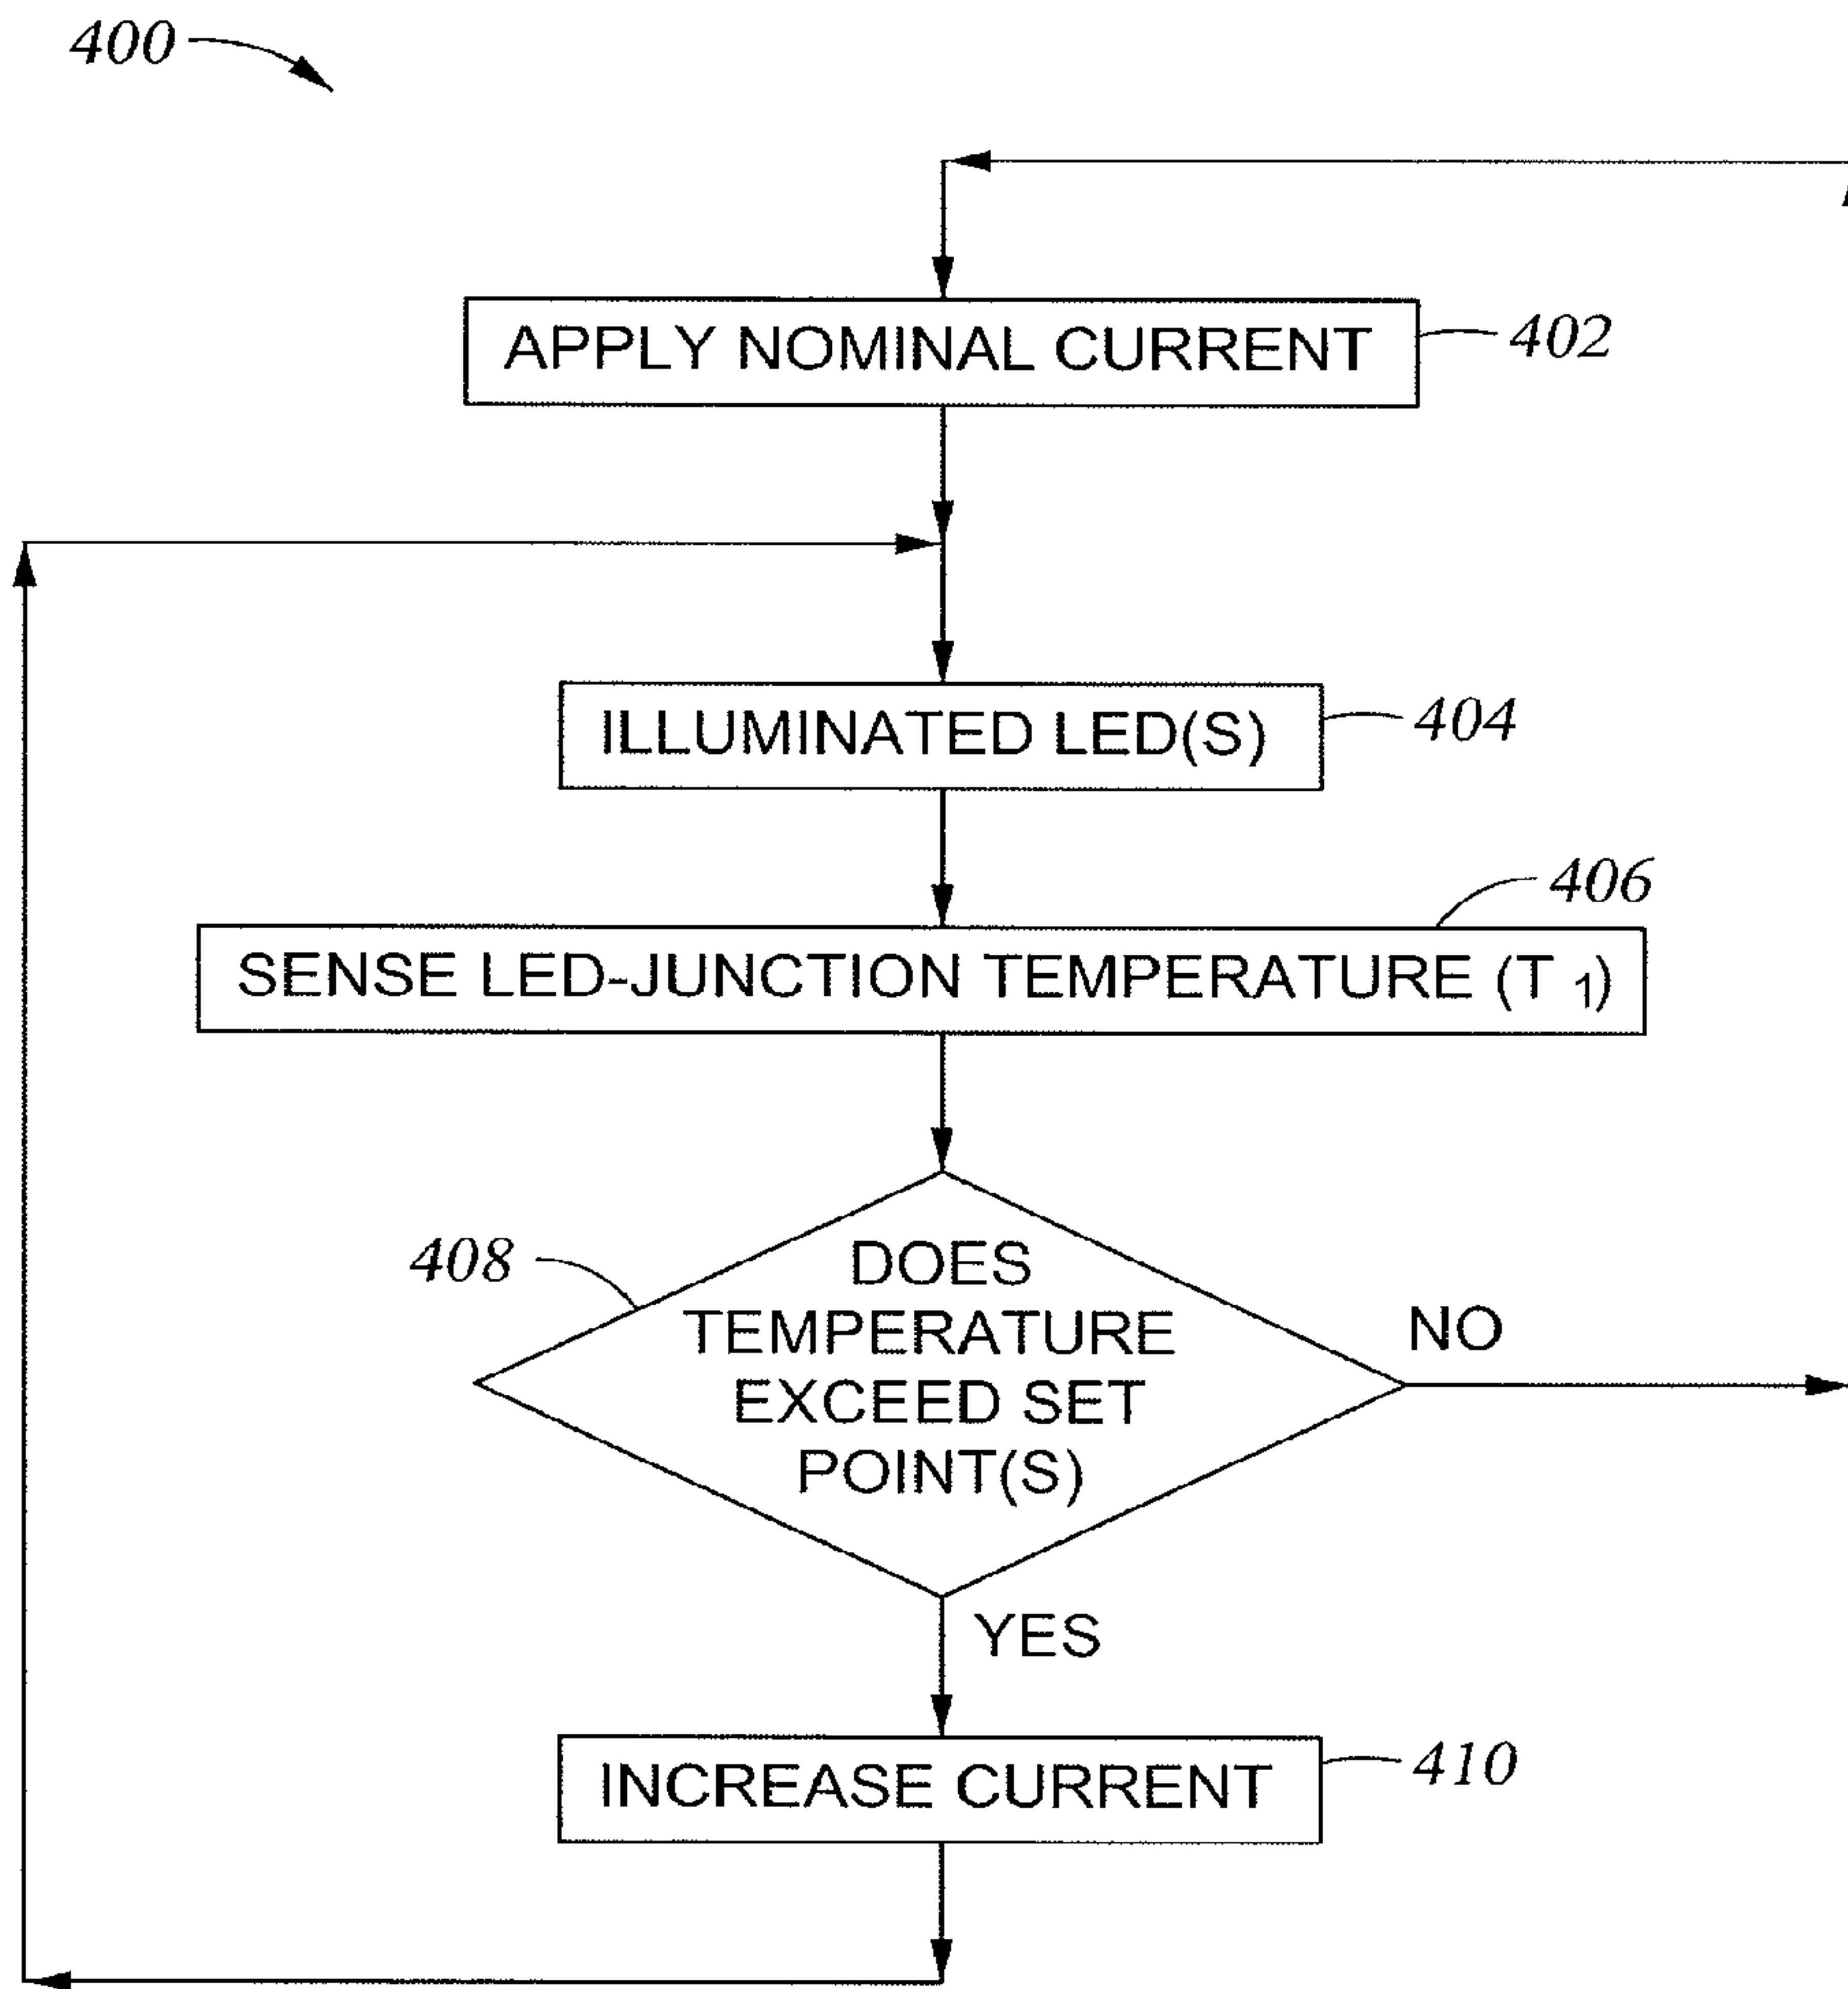 400
APPLY NOMINAL CURRENT
402
ILLUMINATED LED(S)
404
406
SENSE LED-JUNCTION TEMPERATURE (T 1)
408
DOES
TEMPERATURE
EXCEED SET
POINT(S)
NO
YES
INCREASE CURRENT
410